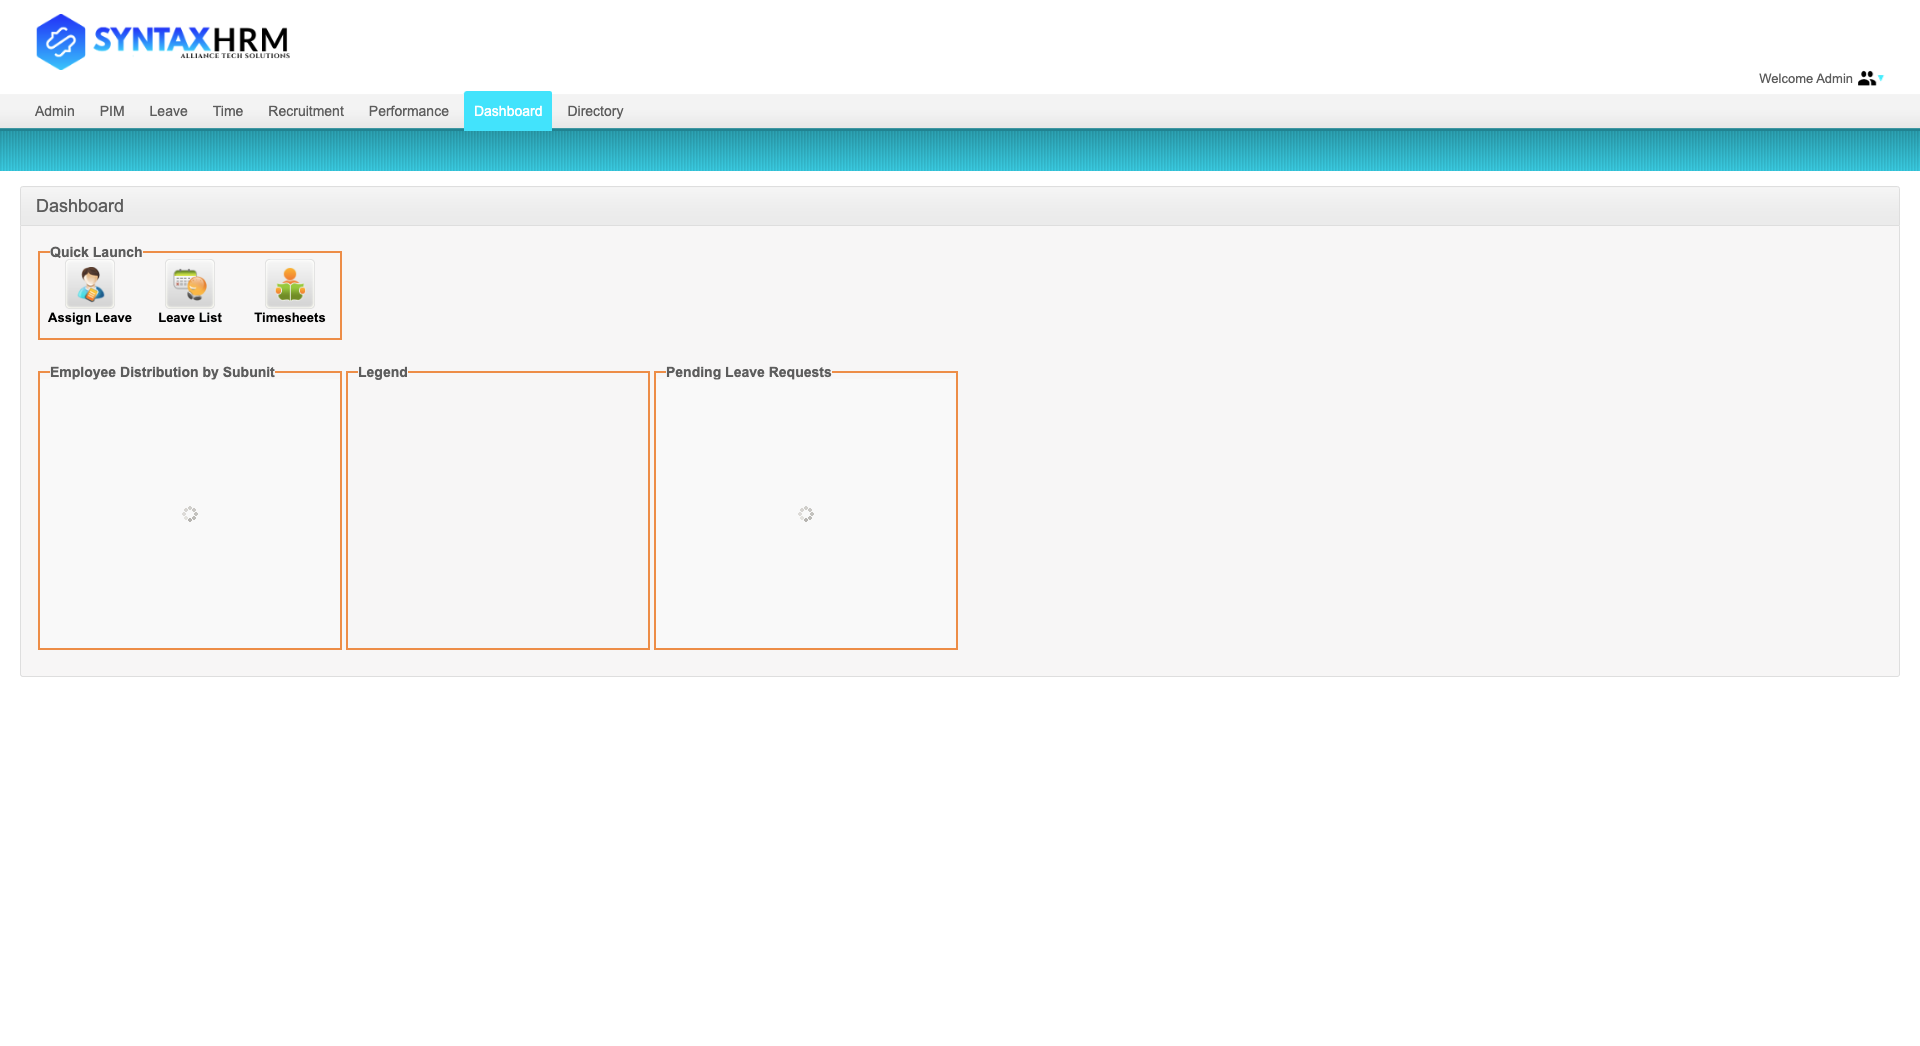 SYNTAXHRM
ALLIANCE TECH SOLUTIONS
Welcome Admin
Admin PIM Leave Time Recruitment Performance Dashboard Directory
Dashboard
Quick Launch
Assign Leave Leave List Timesheets
Employee Distribution by Subunit Legend Pending Leave Requests